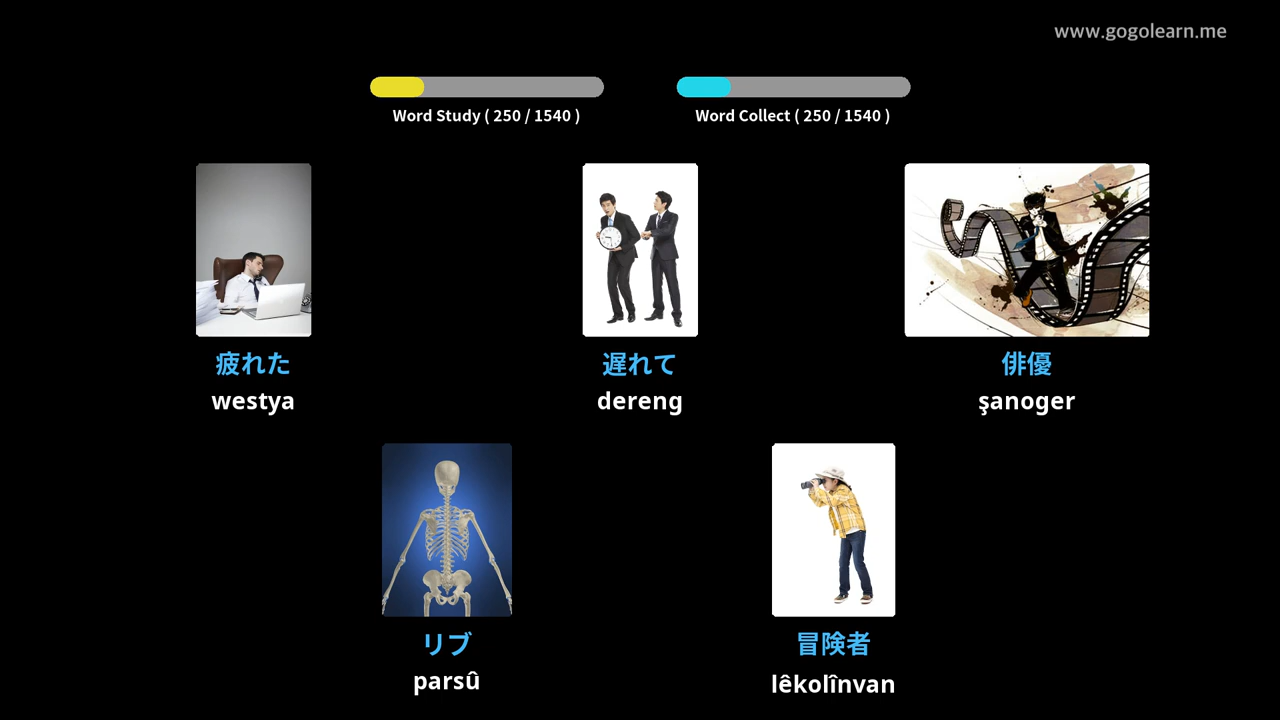 www.gogolearn.me
Word Study ( 250 / 1540 )
Word Collect ( 250 / 1540 )
疲れた
westya
遅れて
dereng
俳優
şanoger
リブ
parsû
冒険者
lêkolînvan